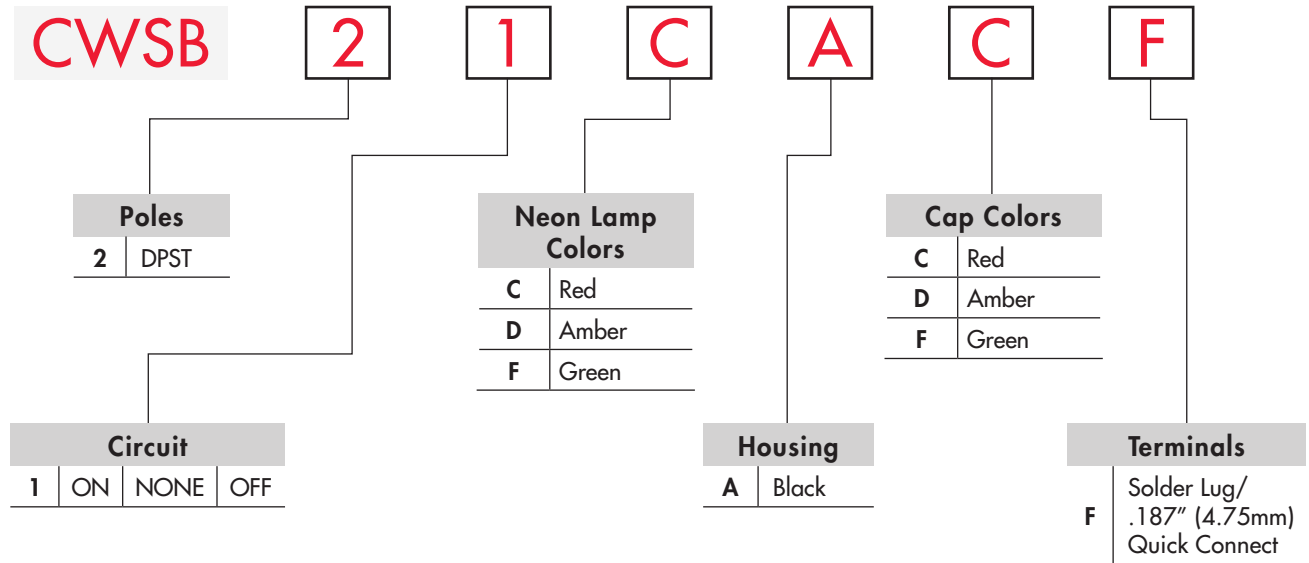 CWSB 2 1 C A C F
Poles
2 DPST
Neon Lamp
Colors
C Red
D Amber
F Green
Cap Colors
C Red
D Amber
F Green
Circuit
1 ON NONE OFF
Housing
A Black
Terminals
F Solder Lug/
.187” (4.75mm)
Quick Connect